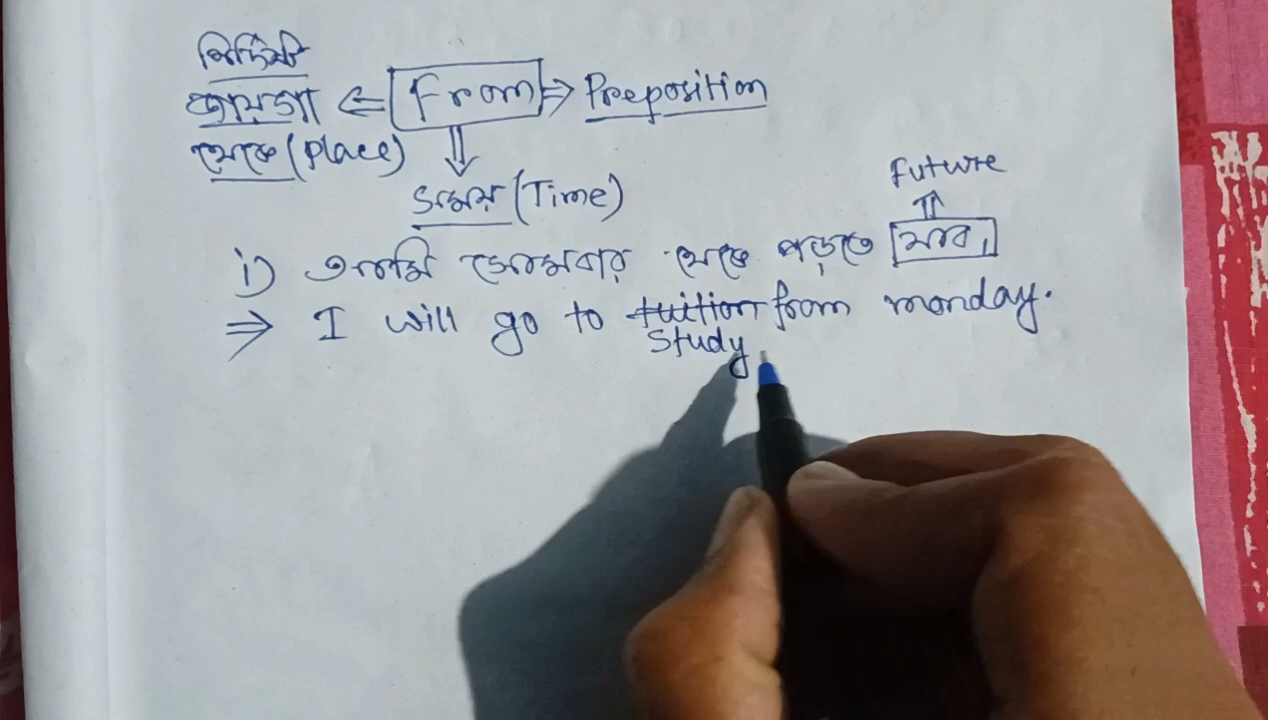 নির্দিষ্ট
জায়গা ⇐ From ⇒ Preposition
থেকে (Place) ⇓
সময় (Time)
Future
⇑
i) আমি সোমবার থেকে পড়তে যাব।
⇒ I will go to tuition from monday.
study